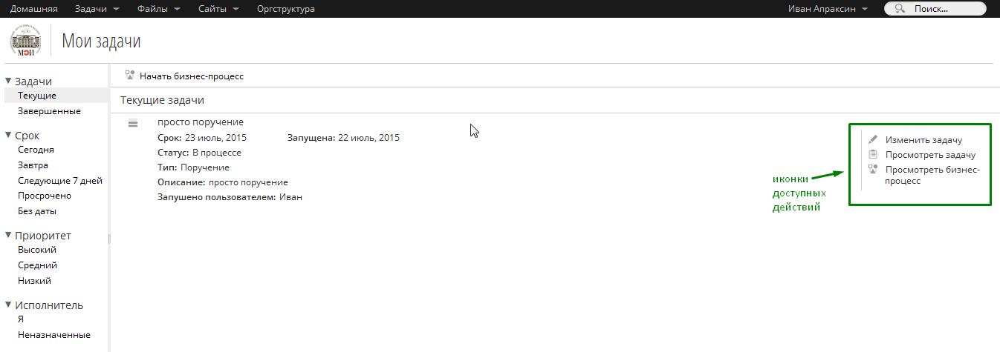 Домашняя Задачи Файлы Сайты Оргструктура Иван Апраксин Поиск...
МЭИ
Мои задачи
Задачи
Текущие
Завершенные
Срок
Сегодня
Завтра
Следующие 7 дней
Просрочено
Без даты
Приоритет
Высокий
Средний
Низкий
Исполнитель
Я
Неназначенные
Начать бизнес-процесс
Текущие задачи
просто поручение
Срок: 23 июль, 2015 Запущена: 22 июль, 2015
Статус: В процессе
Тип: Поручение
Описание: просто поручение
Запушено пользователем: Иван
иконки
доступных
действий
Изменить задачу
Просмотреть задачу
Просмотреть бизнес-
процесс